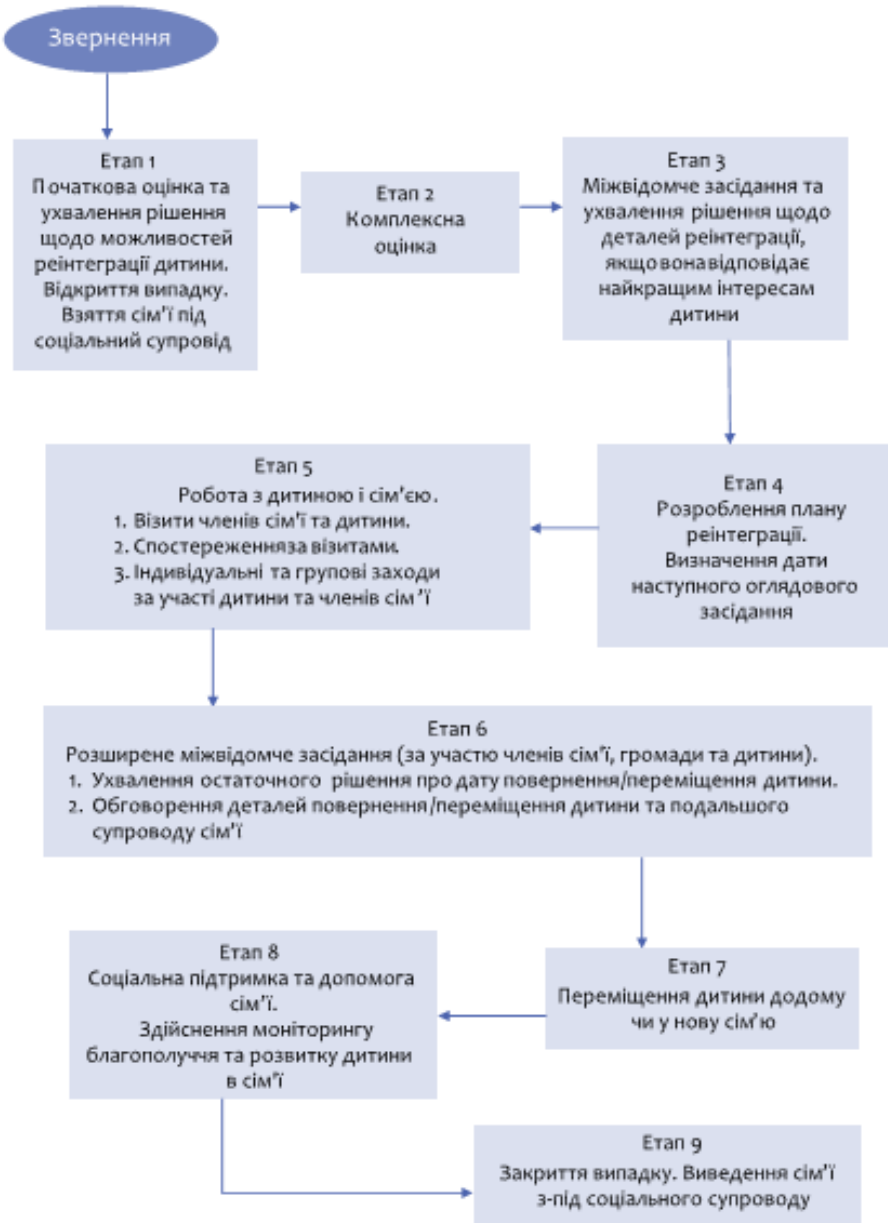 Звернення
Етап 1
Початкова оцінка та
ухвалення рішення
щодо можливостей
реінтеграції дитини.
Відкриття випадку.
Взяття сім'ї під
соціальний супровід
Етап 2
Комплексна
оцінка
Етап 3
Міжвідомче засідання та
ухвалення рішення щодо
деталей реінтеграції,
якщо вона відповідає
найкращим інтересам
дитини
Етап 4
Розроблення плану
реінтеграції.
Визначення дати
наступного оглядового
засідання
Етап 5
Робота з дитиною і сім'єю.
1. Візити членів сім'ї та дитини.
2. Спостереження за візитами.
3. Індивідуальні та групові заходи
за участі дитини та членів сім'ї
Етап 6
Розширене міжвідомче засідання (за участю членів сім'ї, громади та дитини).
1. Ухвалення остаточного рішення про дату повернення/переміщення дитини.
2. Обговорення деталей повернення/переміщення дитини та подальшого
супроводу сім'ї
Етап 7
Переміщення дитини додому
чи у нову сім'ю
Етап 8
Соціальна підтримка та допомога
сім'ї.
Здійснення моніторингу
благополуччя та розвитку дитини
в сім'ї
Етап 9
Закриття випадку. Виведення сім'ї
з-під соціального супроводу